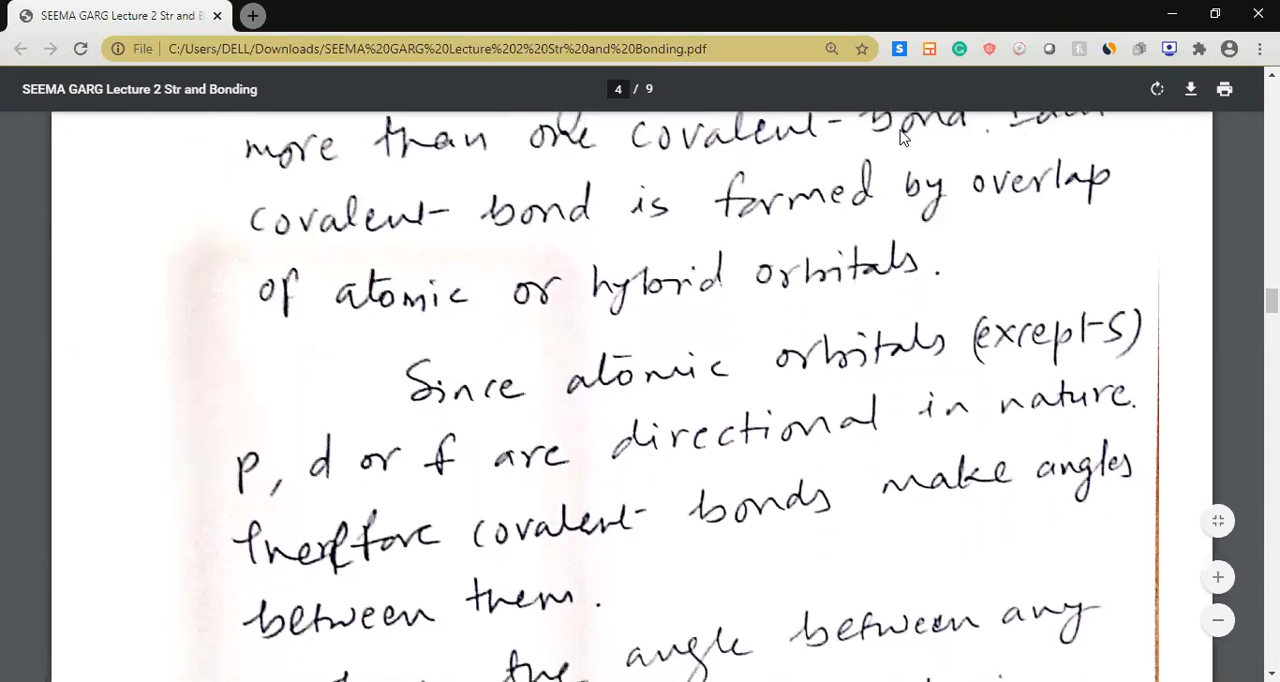 SEEMA GARG Lecture 2 Str and B
File C:/Users/DELL/Downloads/SEEMA%20GARG%20Lecture%202%20Str%20and%20Bonding.pdf
SEEMA GARG Lecture 2 Str and Bonding
4 / 9
more than one covalent bond. Each
covalent bond is formed by overlap
of atomic or hybrid orbitals.
Since atomic orbitals (except S)
p, d or f are directional in nature.
therefore covalent bonds make angles
between them.
the angle between any